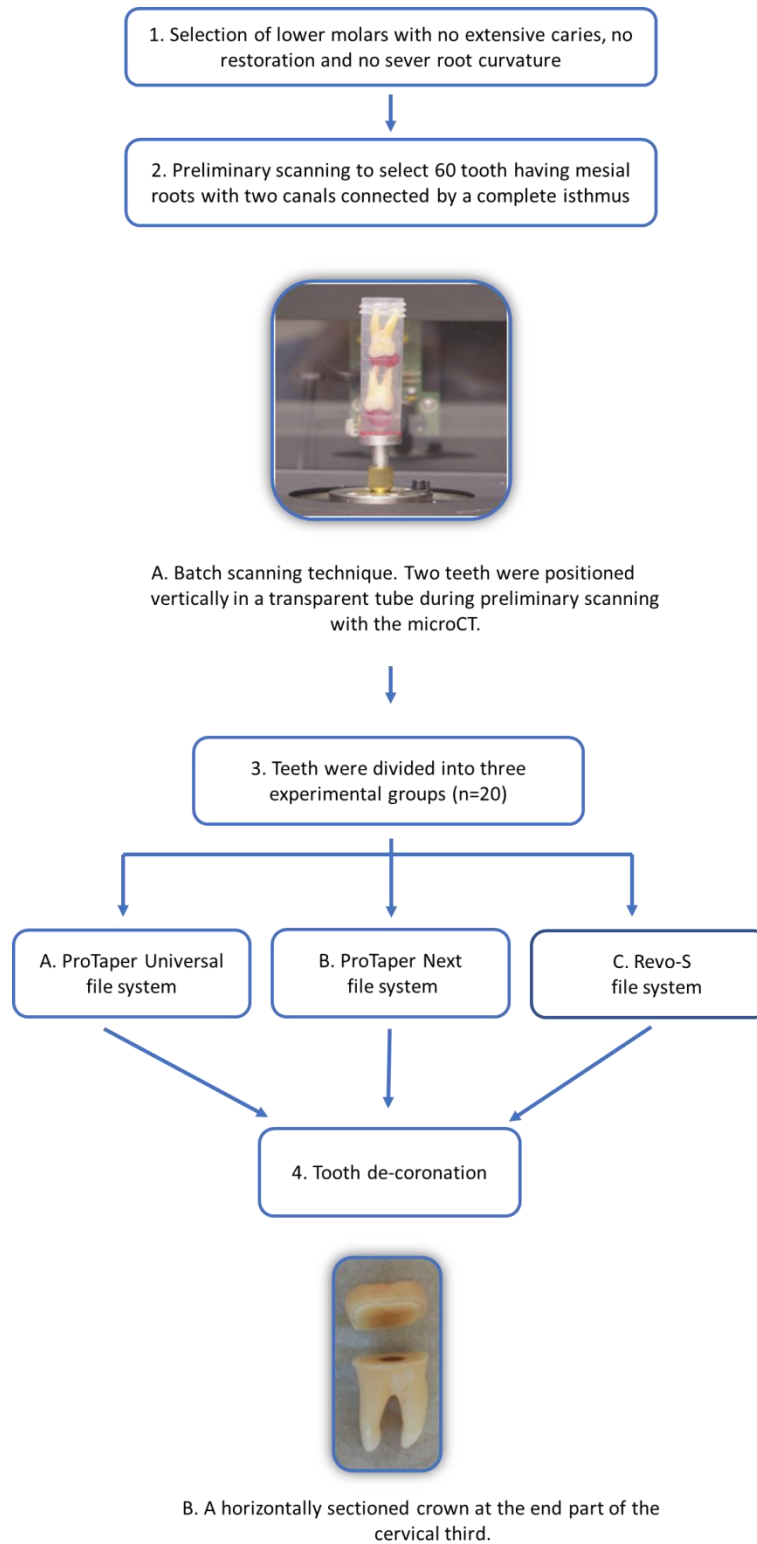 1. Selection of lower molars with no extensive caries, no
restoration and no sever root curvature
2. Preliminary scanning to select 60 tooth having mesial
roots with two canals connected by a complete isthmus
A. Batch scanning technique. Two teeth were positioned
vertically in a transparent tube during preliminary scanning
with the microCT.
3. Teeth were divided into three
experimental groups (n=20)
A. ProTaper Universal
file system
B. ProTaper Next
file system
C. Revo-S
file system
4. Tooth de-coronation
B. A horizontally sectioned crown at the end part of the
cervical third.